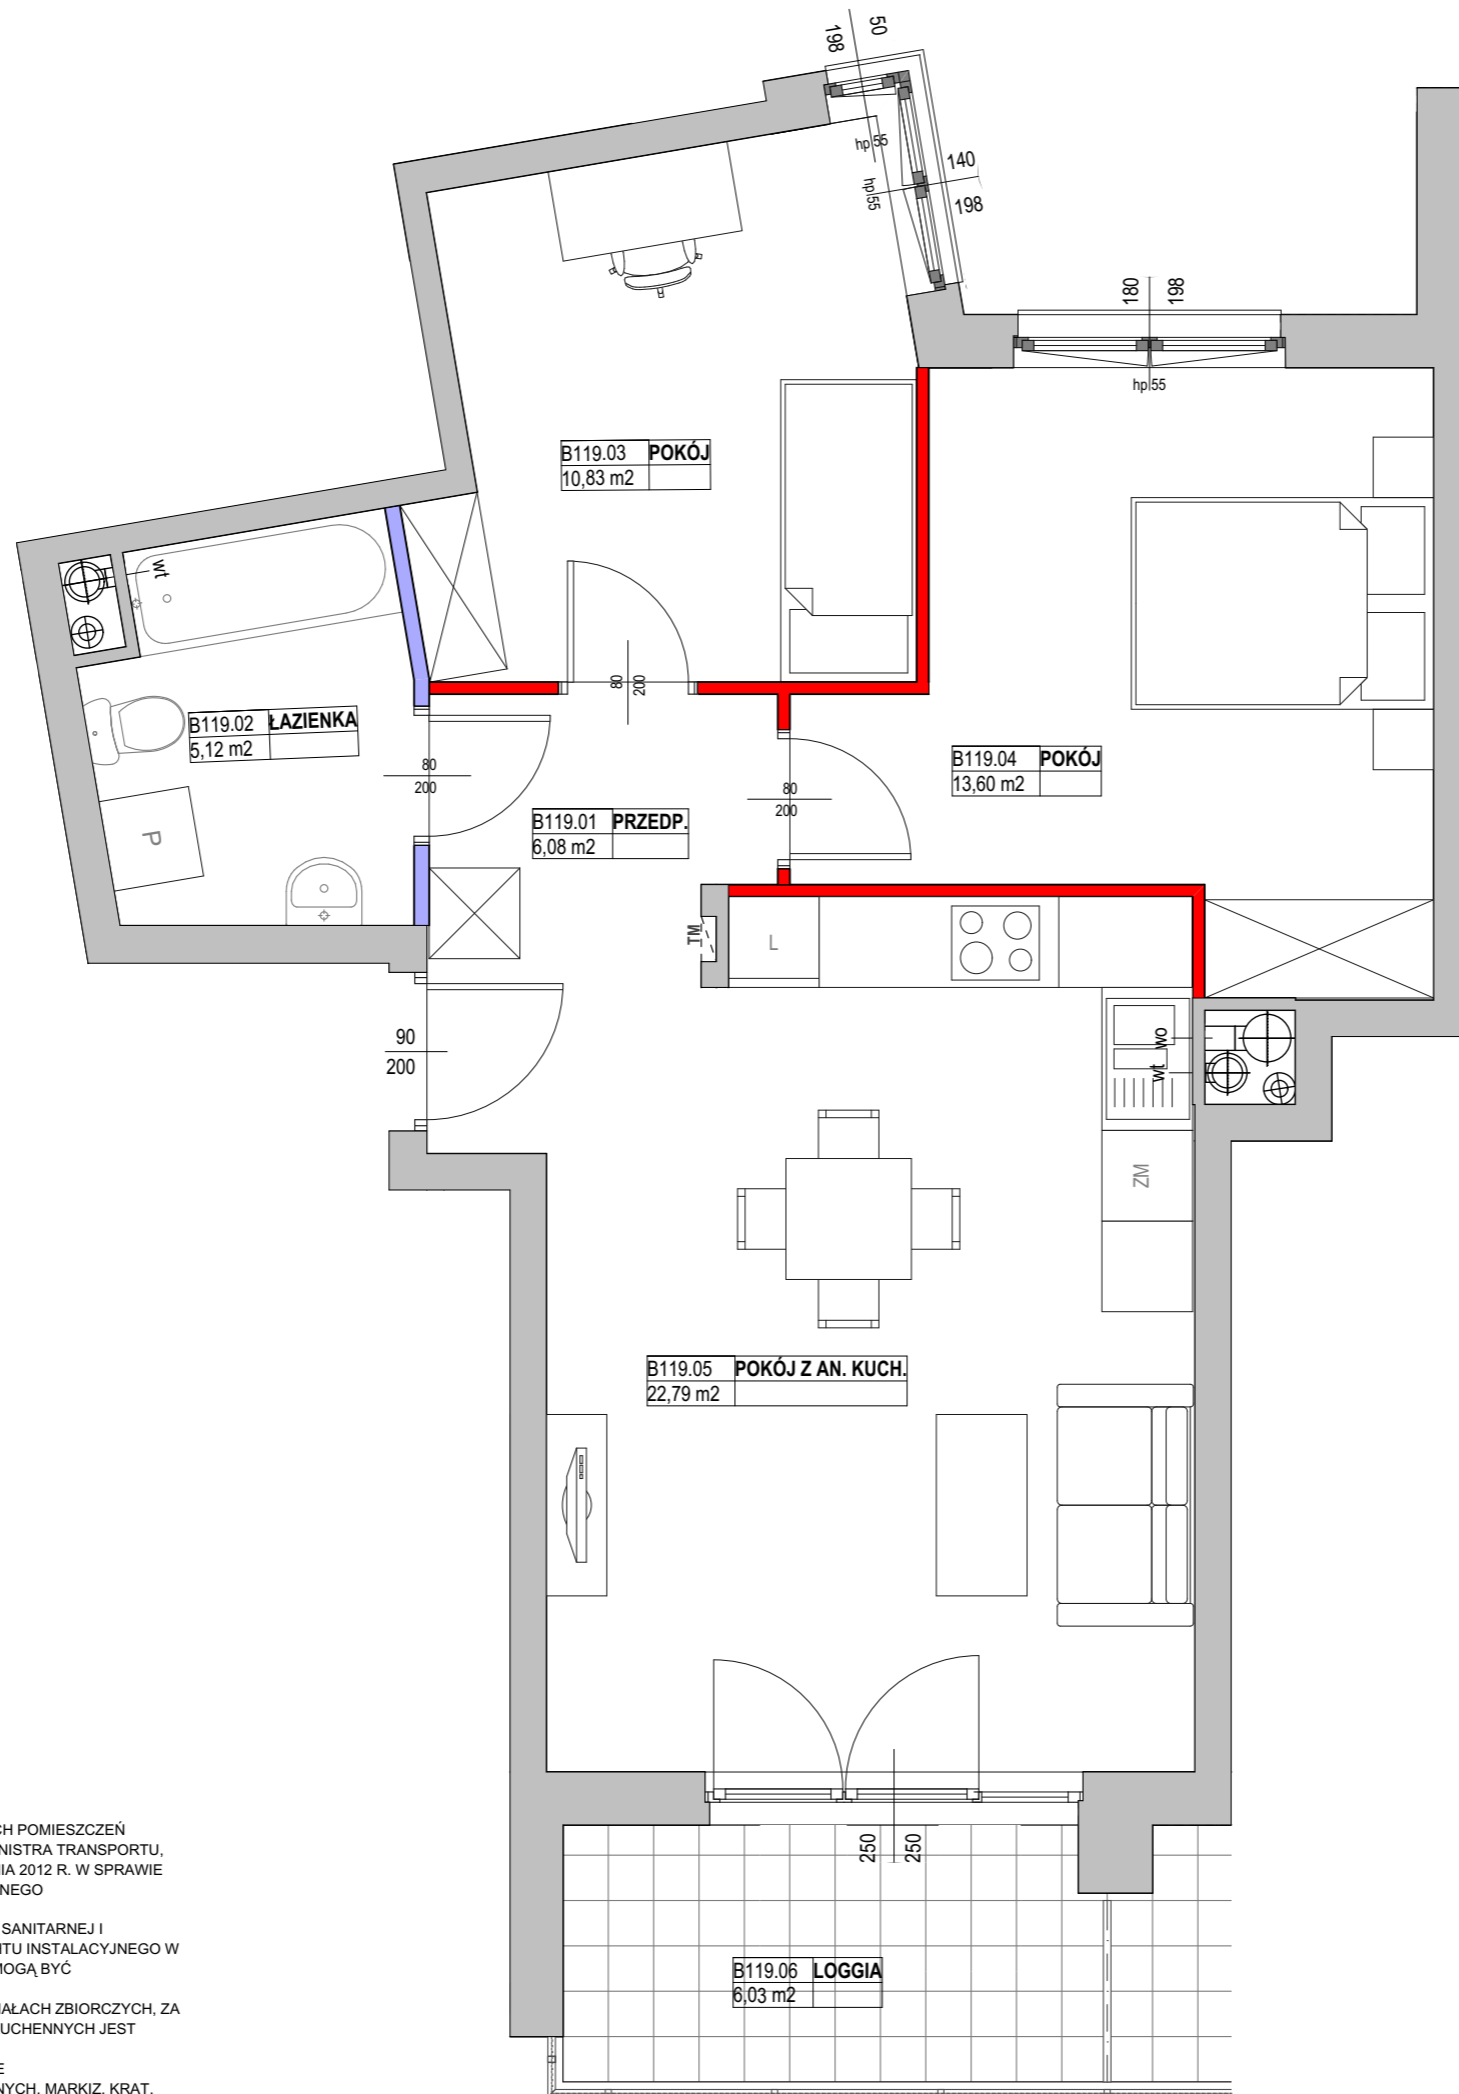 50
198
hp 55
140
hp 55
198
180
198
hp 55
B119.03 POKÓJ
10,83 m2
wt
80
200
B119.02 ŁAZIENKA
5,12 m2
80
200
B119.04 POKÓJ
13,60 m2
80
200
B119.01 PRZEDP.
6,08 m2
P
TM
L
90
200
wo
wt
ZM
B119.05 POKÓJ Z AN. KUCH.
22,79 m2
250
250
B119.06 LOGGIA
6,03 m2
CH POMIESZCZEŃ
NISTRA TRANSPORTU,
NIA 2012 R. W SPRAWIE
NEGO
SANITARNEJ I
NTU INSTALACYJNEGO W
MOGĄ BYĆ
IAŁACH ZBIORCZYCH, ZA
UCHENNYCH JEST
E
NYCH, MARKIZ, KRAT,